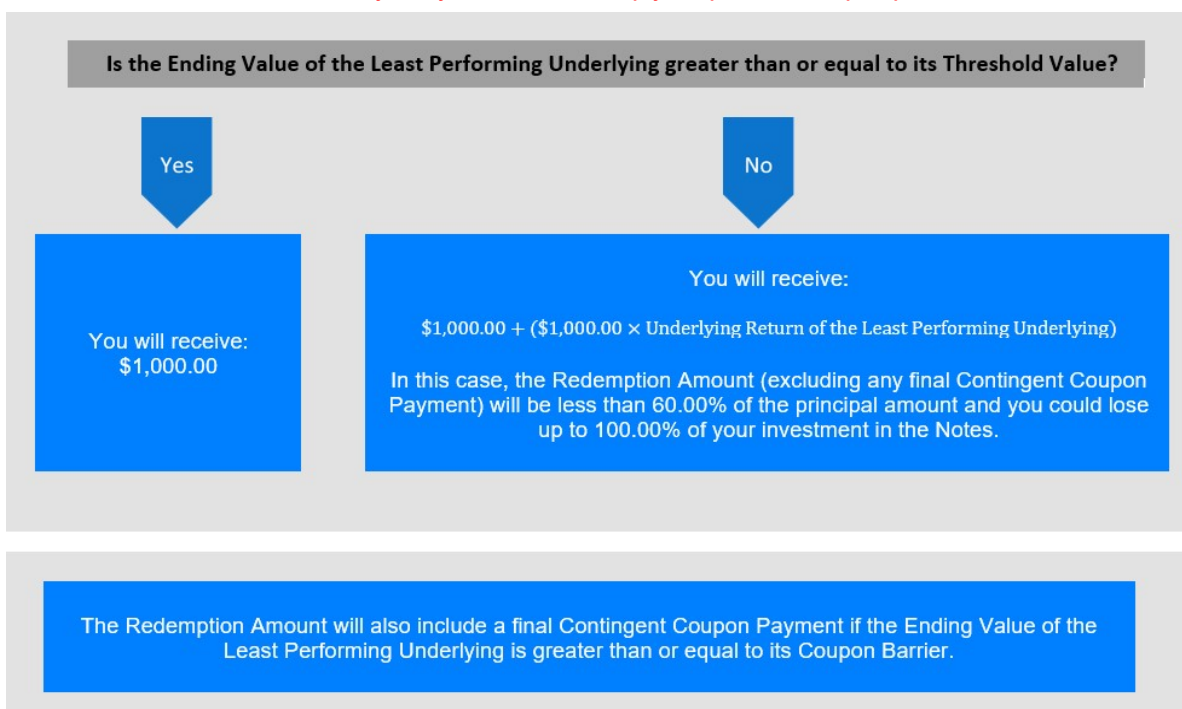 Is the Ending Value of the Least Performing Underlying greater than or equal to its Threshold Value?
Yes
No
You will receive:
$1,000.00
You will receive:
$1,000.00 + ($1,000.00 × Underlying Return of the Least Performing Underlying)
In this case, the Redemption Amount (excluding any final Contingent Coupon
Payment) will be less than 60.00% of the principal amount and you could lose
up to 100.00% of your investment in the Notes.
The Redemption Amount will also include a final Contingent Coupon Payment if the Ending Value of the
Least Performing Underlying is greater than or equal to its Coupon Barrier.